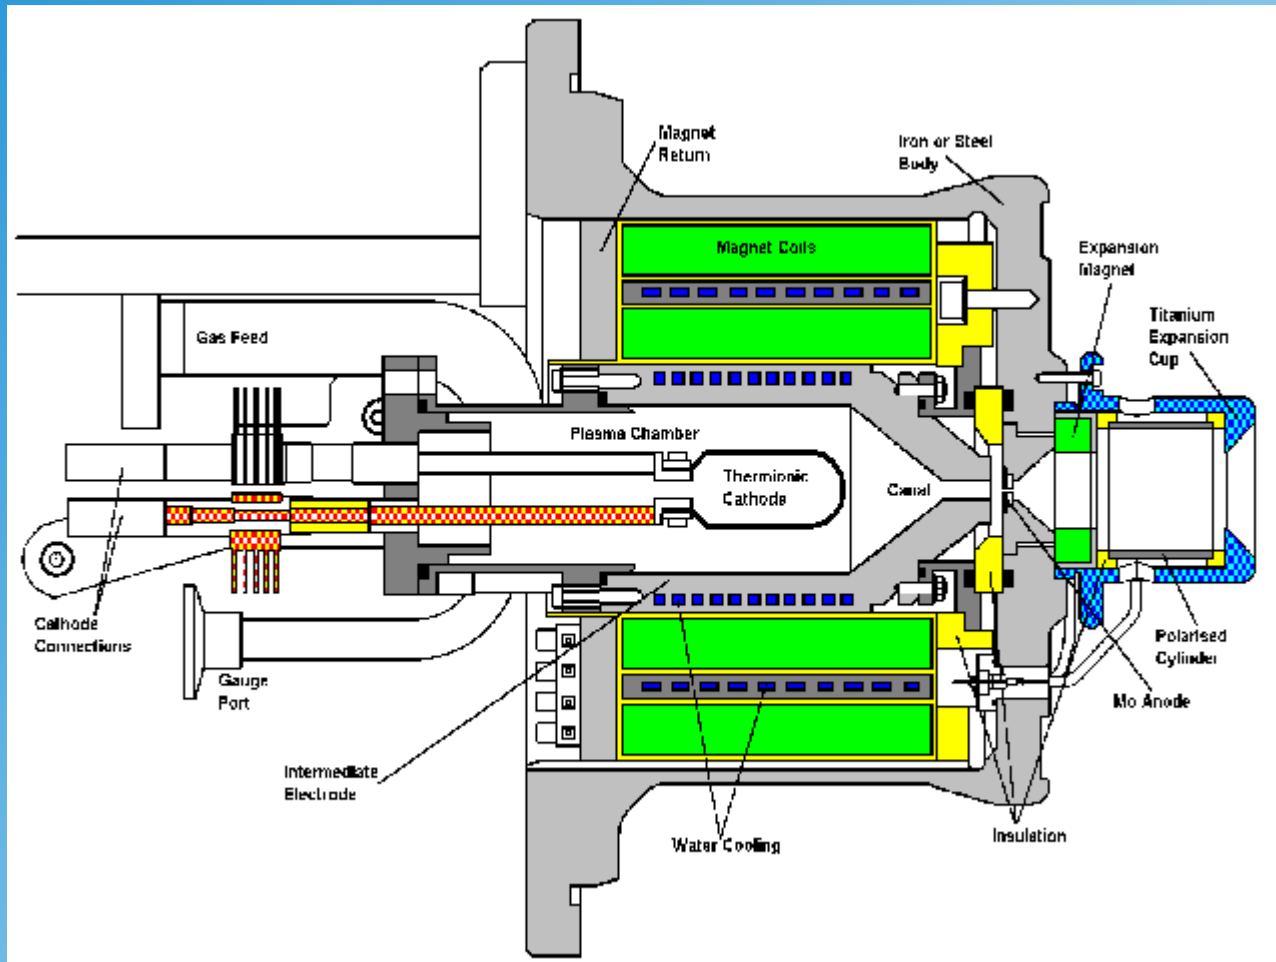 Magnet
Return
Iron or Steel
Body
Magnet Coils
Expansion
Magnet
Titanium
Expansion
Cup
Gas Feed
Plasma Chamber
Thermionic
Cathode
Canal
Cathode
Connections
Gauge
Port
Polarised
Cylinder
Mo Anode
Intermediate
Electrode
Water Cooling
Insulation